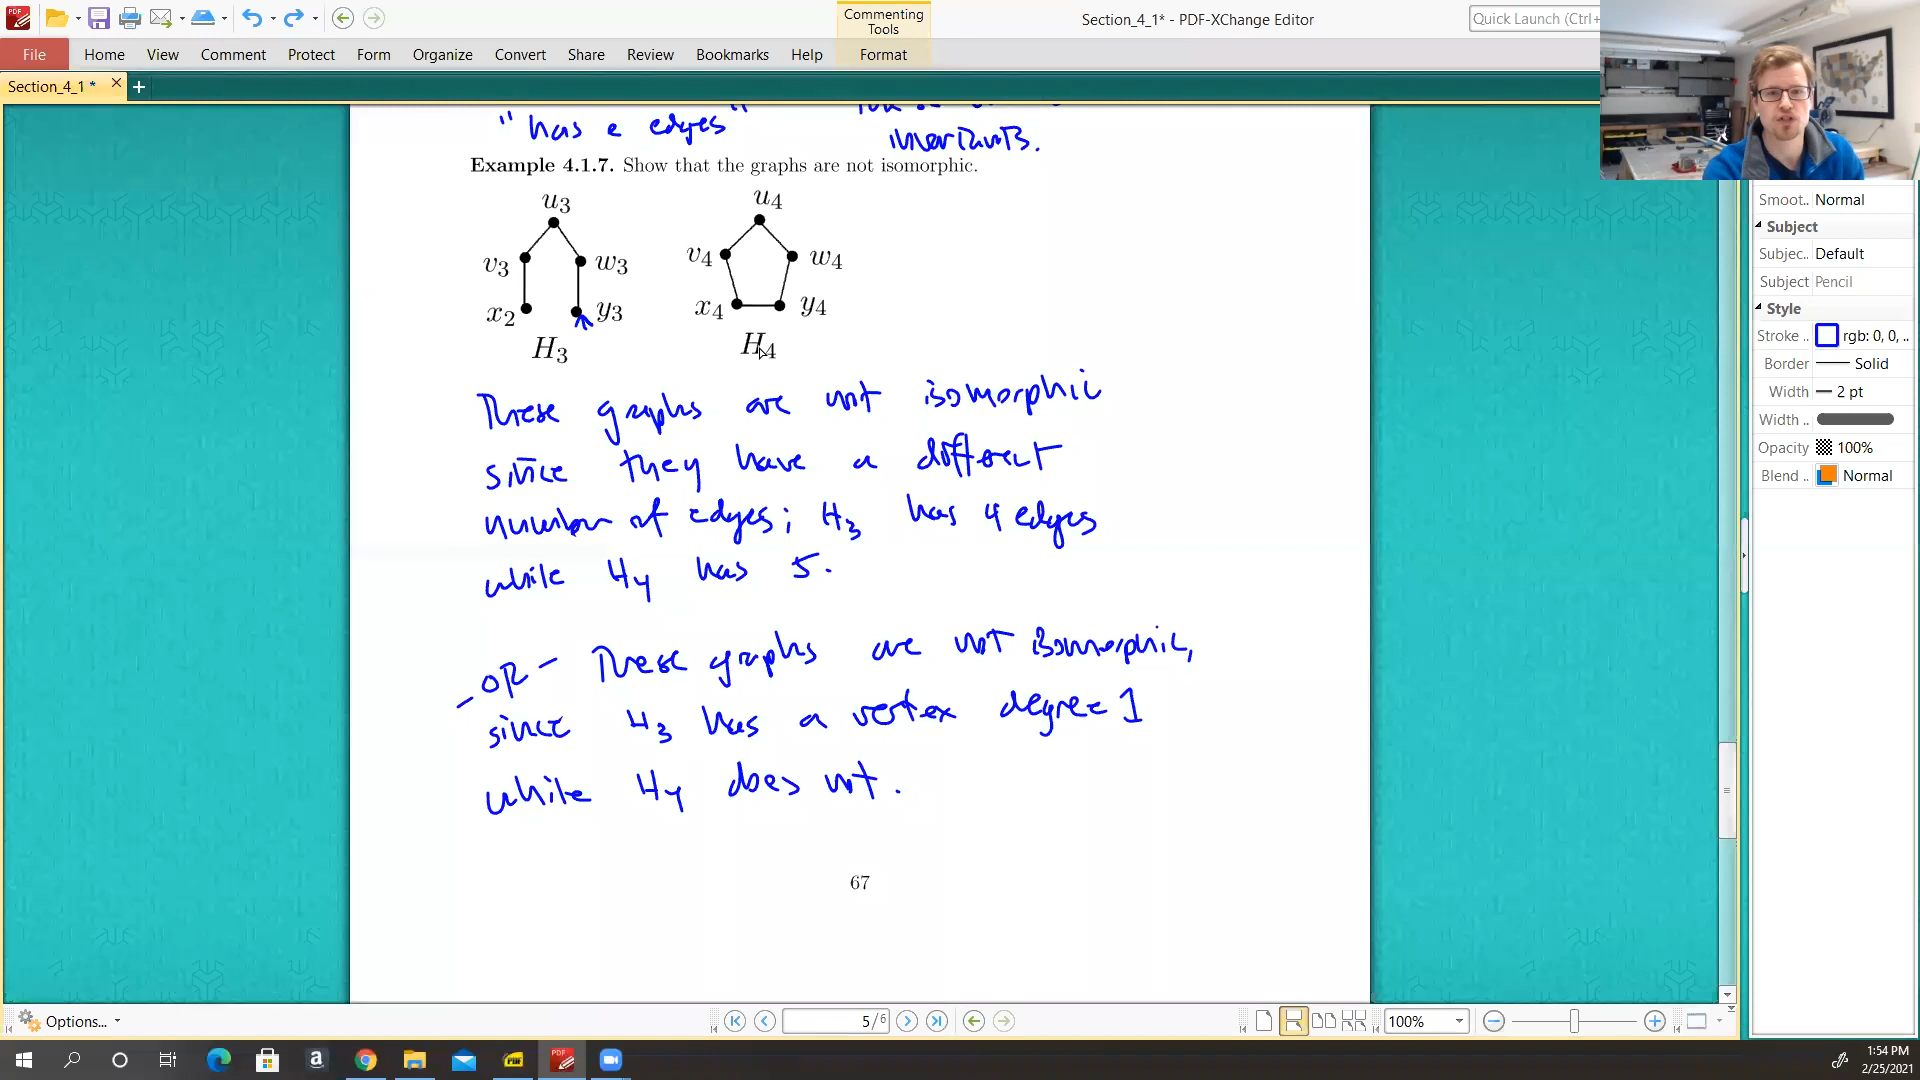 Commenting
Tools
Section_4_1* - PDF-XChange Editor
Quick Launch (Ctrl+
File Home View Comment Protect Form Organize Convert Share Review Bookmarks Help Format
Section_4_1 *
"has e edges"
invariants.
Example 4.1.7. Show that the graphs are not isomorphic.
u3 u4
v3 w3 v4 w4
x2 y3 x4 y4
H3 H4
These graphs are not isomorphic
since they have a different
number of edges; H3 has 4 edges
while H4 has 5.
-OR- These graphs are not isomorphic,
since H3 has a vertex degree 1
while H4 does not.
67
Smoot.. Normal
Subject
Subjec.. Default
Subject Pencil
Style
Stroke .. rgb: 0, 0, ..
Border Solid
Width 2 pt
Width ..
Opacity 100%
Blend .. Normal
Options...
5/6
100%
1:54 PM
2/25/2021